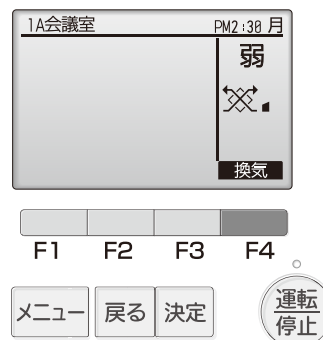 1A会議室 PM2:30 月
弱
換気
F1 F2 F3 F4
メニュー 戻る 決定 運転
停止